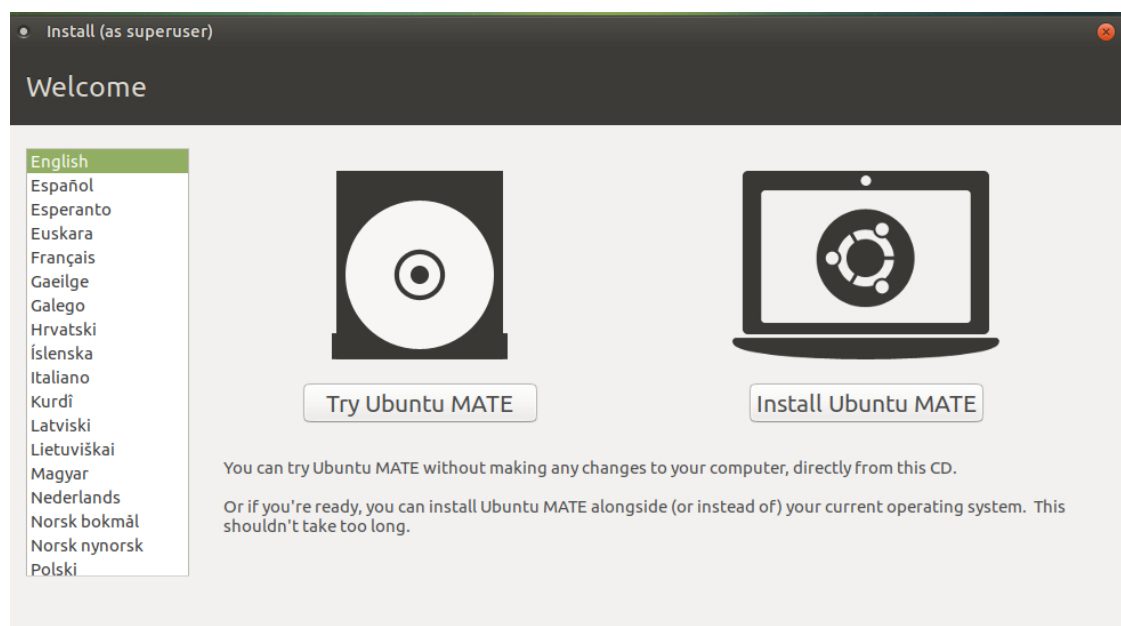 Install (as superuser)
Welcome
English
Español
Esperanto
Euskara
Français
Gaeilge
Galego
Hrvatski
Íslenska
Italiano
Kurdî
Latviski
Lietuviškai
Magyar
Nederlands
Norsk bokmål
Norsk nynorsk
Polski
Try Ubuntu MATE
Install Ubuntu MATE
You can try Ubuntu MATE without making any changes to your computer, directly from this CD.
Or if you're ready, you can install Ubuntu MATE alongside (or instead of) your current operating system.  This
shouldn't take too long.